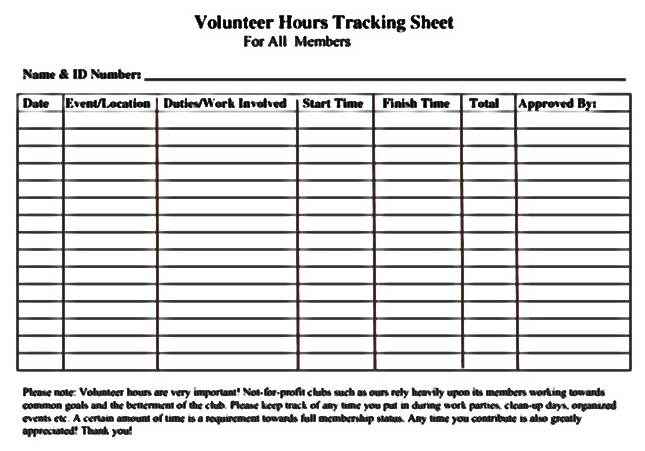 Volunteer Hours Tracking Sheet
For All Members
Name & ID Number:
Date Event/Location Duties/Work Involved Start Time Finish Time Total Approved By:
Please note: Volunteer hours are very important! Not-for-profit clubs such as ours rely heavily upon its members working towards
common goals and the betterment of the club. Please keep track of any time you put in during work parties, clean-up days, organized
events etc. A certain amount of time is a requirement towards full membership status. Any time you contribute is also greatly
appreciated! Thank you!